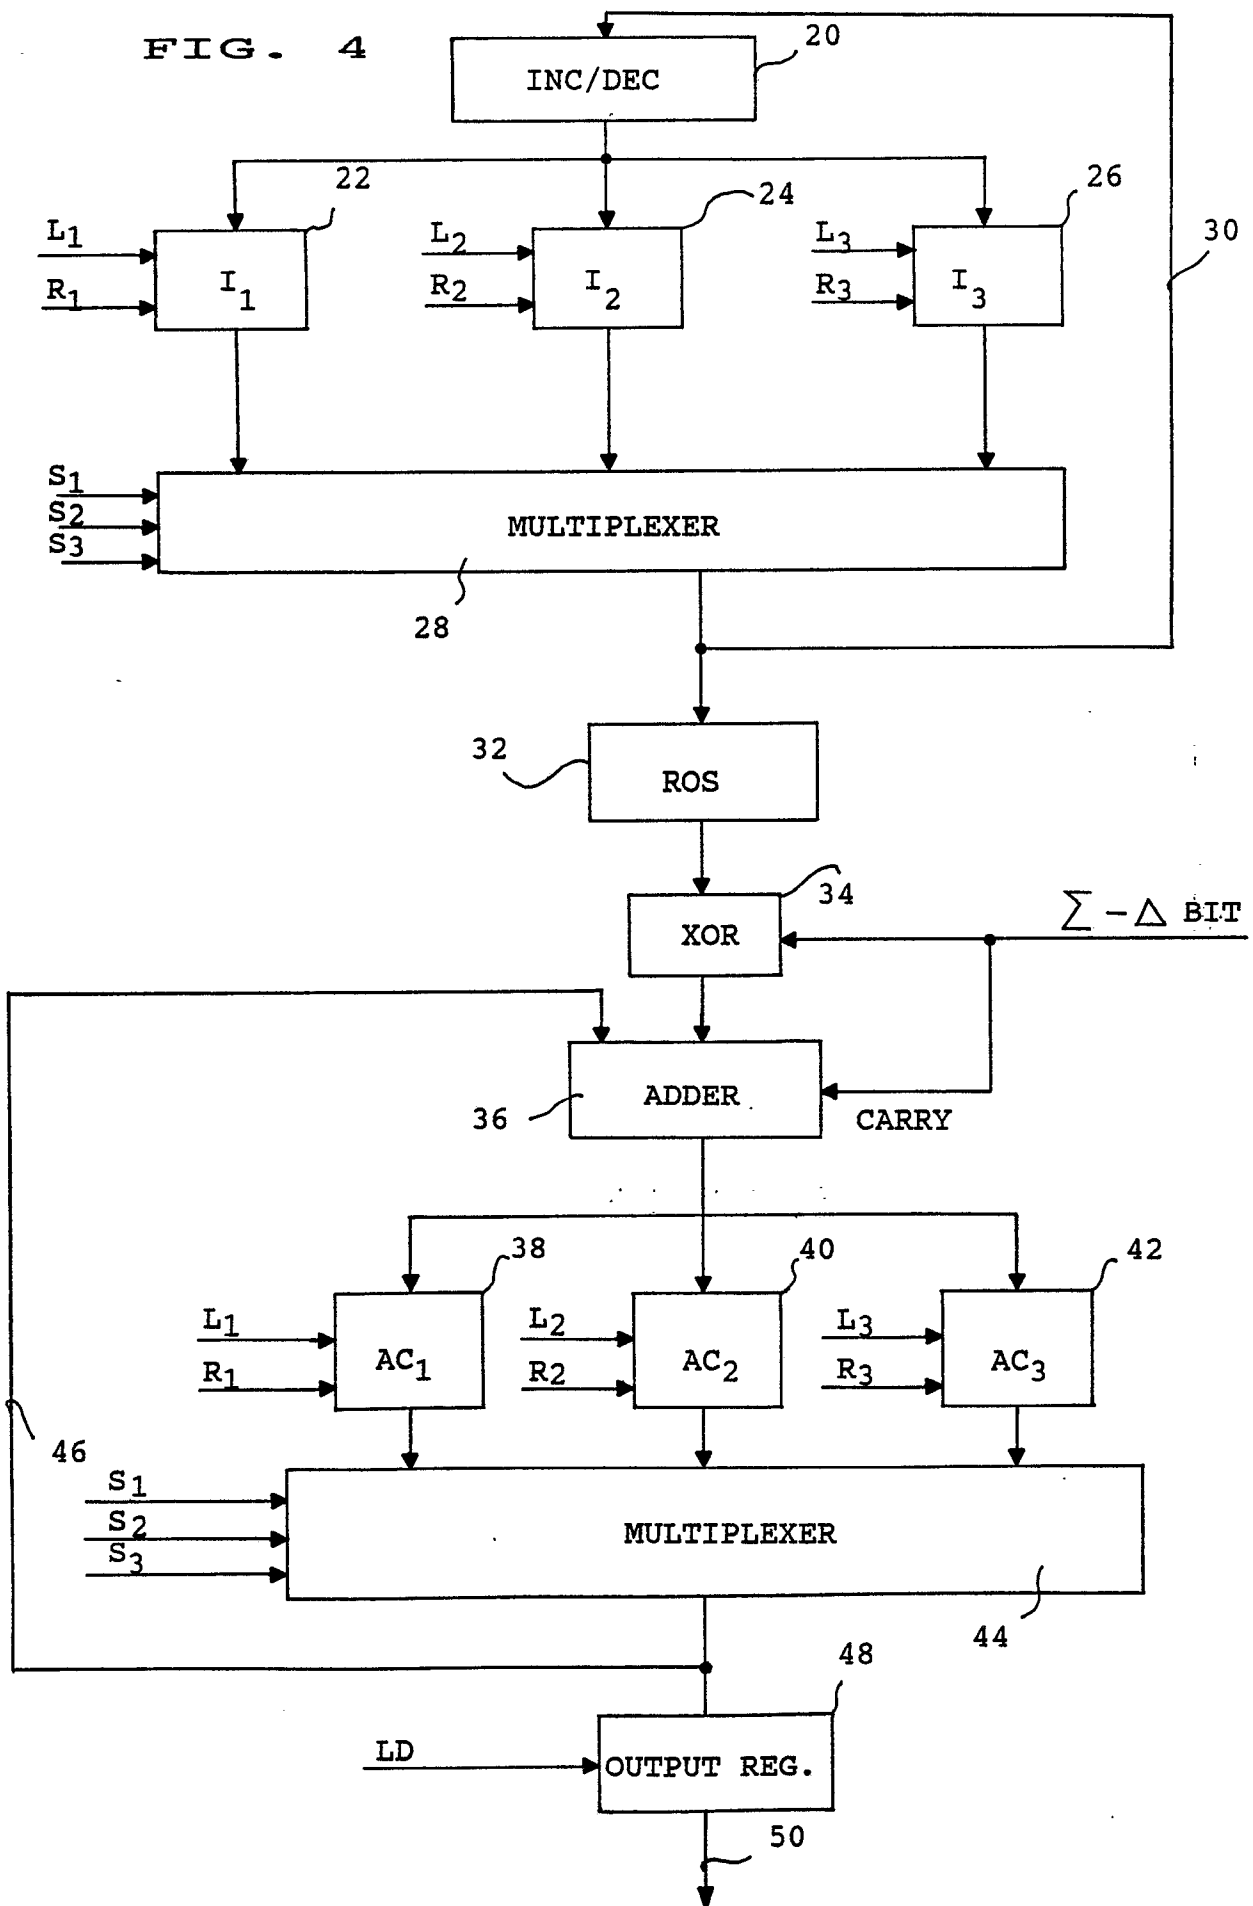 FIG. 4
20
INC/DEC
22
24
26
30
L1
L2
L3
R1
R2
R3
I1
I2
I3
S1
S2
S3
MULTIPLEXER
28
32
ROS
34
XOR
∑ - △ BIT
36
ADDER
CARRY
38
40
42
L1
L2
L3
R1
R2
R3
AC1
AC2
AC3
46
S1
S2
S3
MULTIPLEXER
44
48
LD
OUTPUT REG.
50